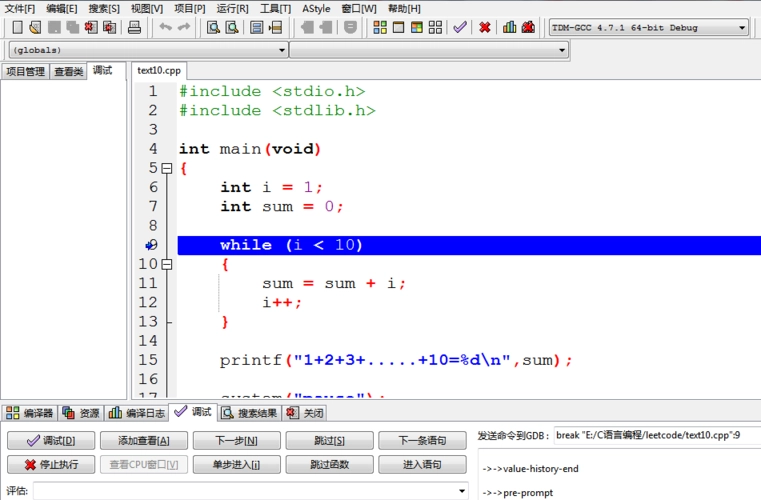 文件[F] 编辑[E] 搜索[S] 视图[V] 项目[P] 运行[R] 工具[T] AStyle 窗口[W] 帮助[H]
TDM-GCC 4.7.1 64-bit Debug
(globals)
项目管理 查看类 调试 text10.cpp
1 #include <stdio.h>
2 #include <stdlib.h>
3
4 int main(void)
5 {
6 int i = 1;
7 int sum = 0;
8
9 while (i < 10)
10 {
11 sum = sum + i;
12 i++;
13 }
14
15 printf("1+2+3+.....+10=%d\n",sum);
16
17 system("pause");
编译器 资源 编译日志 调试 搜索结果 关闭
调试[D] 添加查看[A] 下一步[N] 跳过[S] 下一条语句 发送命令到GDB: break "E:/C语言编程/leetcode/text10.cpp":9
停止执行 查看CPU窗口[V] 单步进入[i] 跳过函数 进入语句
->->value-history-end
评估:
->->pre-prompt